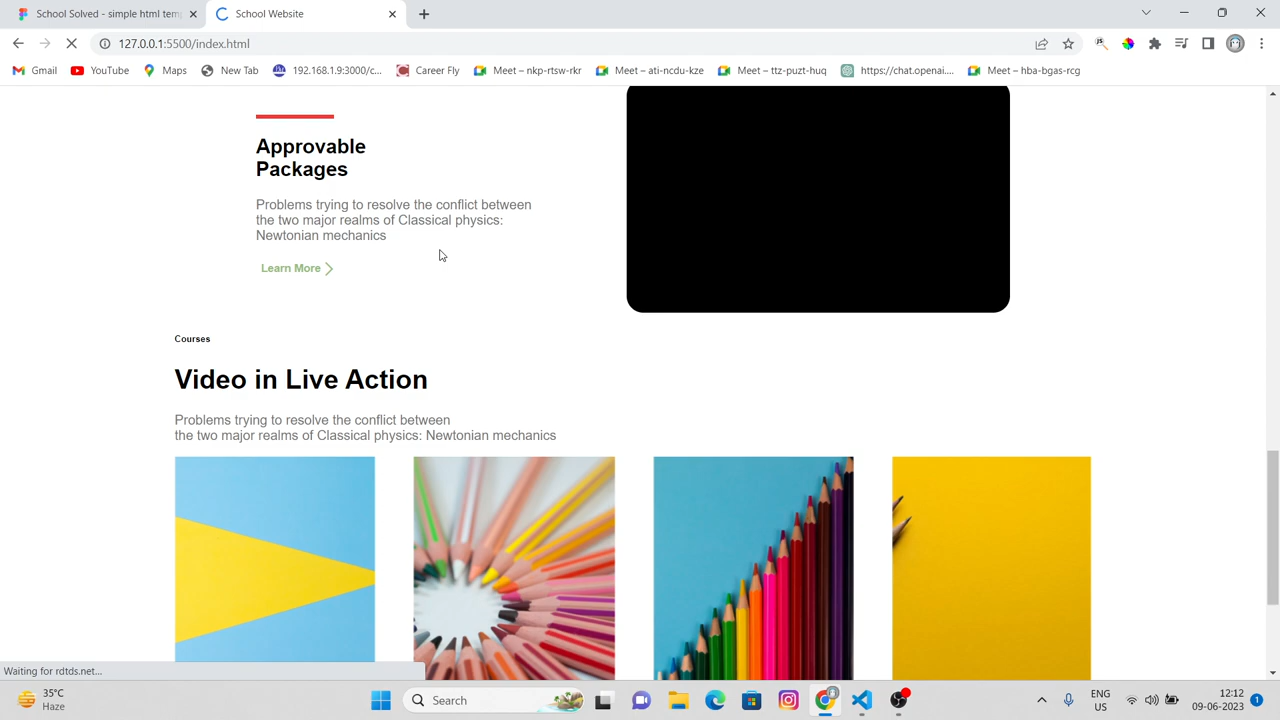 School Solved - simple html temp
School Website
127.0.0.1:5500/index.html
Gmail
YouTube
Maps
New Tab
192.168.1.9:3000/c...
Career Fly
Meet – nkp-rtsw-rkr
Meet – ati-ncdu-kze
Meet – ttz-puzt-huq
https://chat.openai....
Meet – hba-bgas-rcg
Approvable
Packages
Problems trying to resolve the conflict between
the two major realms of Classical physics:
Newtonian mechanics
Learn More
Courses
Video in Live Action
Problems trying to resolve the conflict between
the two major realms of Classical physics: Newtonian mechanics
Waiting for rdtds.net...
35°C
Haze
Search
ENG
US
12:12
09-06-2023
1